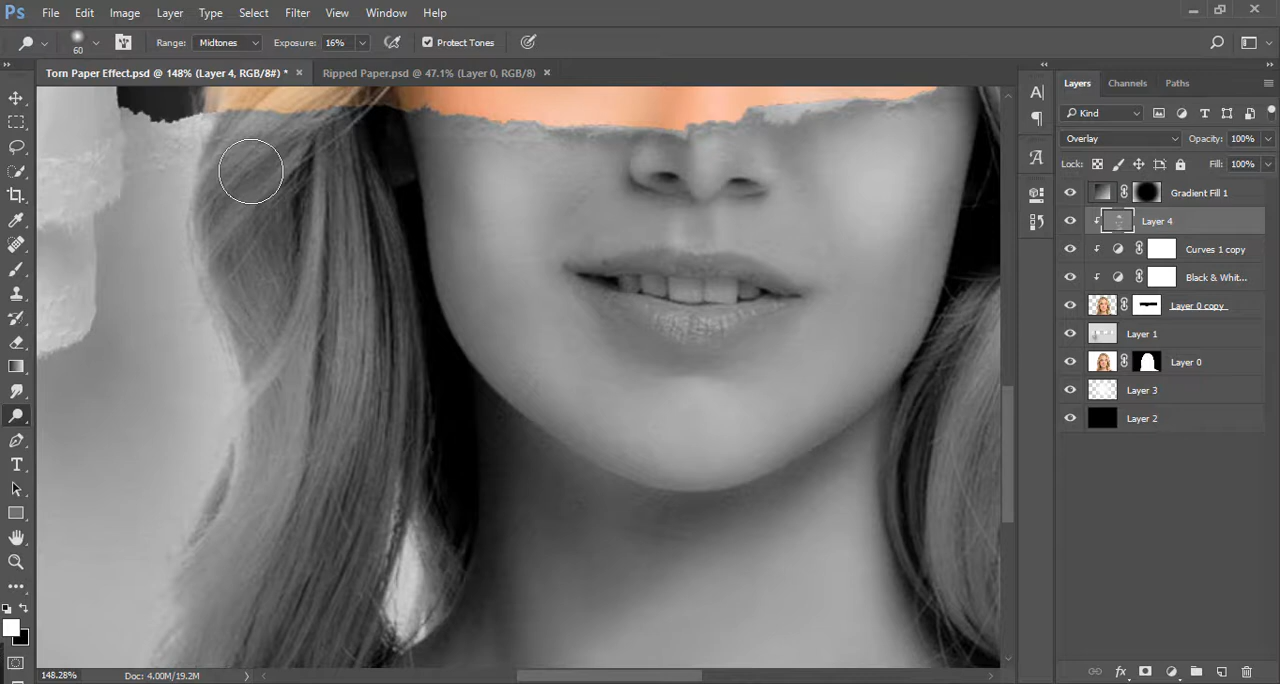 Ps File Edit Image Layer Type Select Filter View Window Help
60 Range: Midtones Exposure: 16% Protect Tones
Torn Paper Effect.psd @ 148% (Layer 4, RGB/8#) * × Ripped Paper.psd @ 47.1% (Layer 0, RGB/8) ×
Layers Channels Paths
Kind
Overlay Opacity: 100%
Lock: Fill: 100%
Gradient Fill 1
Layer 4
Curves 1 copy
Black & Whit...
Layer 0 copy
Layer 1
Layer 0
Layer 3
Layer 2
148.28% Doc: 4.00M/19.2M